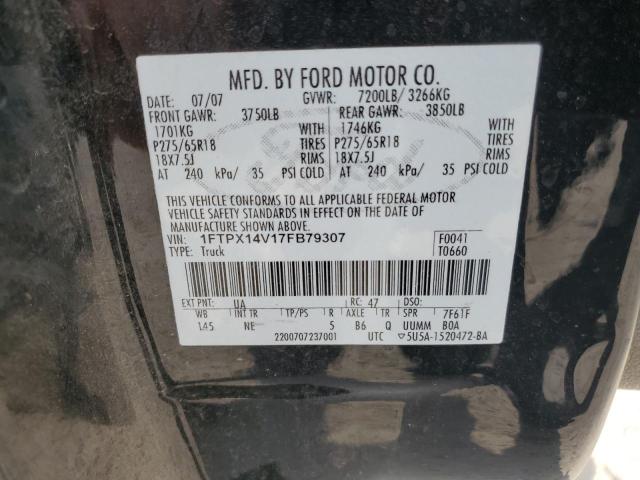 MFD. BY FORD MOTOR CO.
DATE: 07/07 GVWR: 7200LB/ 3266KG
FRONT GAWR: 3750LB REAR GAWR: 3850LB
1701KG WITH 1746KG WITH
P275/65R18 TIRES P275/65R18 TIRES
18X7.5J RIMS 18X7.5J RIMS
AT 240 kPa/ 35 PSI COLD AT 240 kPa/ 35 PSI COLD
THIS VEHICLE CONFORMS TO ALL APPLICABLE FEDERAL MOTOR
VEHICLE SAFETY STANDARDS IN EFFECT ON THE DATE OF
MANUFACTURE SHOWN ABOVE.
VIN: 1FTPX14V17FB79307 F0041
TYPE: Truck T0660
EXT PNT: UA RC: 47 DSO:
WB INT TR TP/PS R AXLE TR SPR 7F61F
145 NE 5 B6 Q UUMM B0A
2200707237001 UTC ▽5U5A-1520472-BA